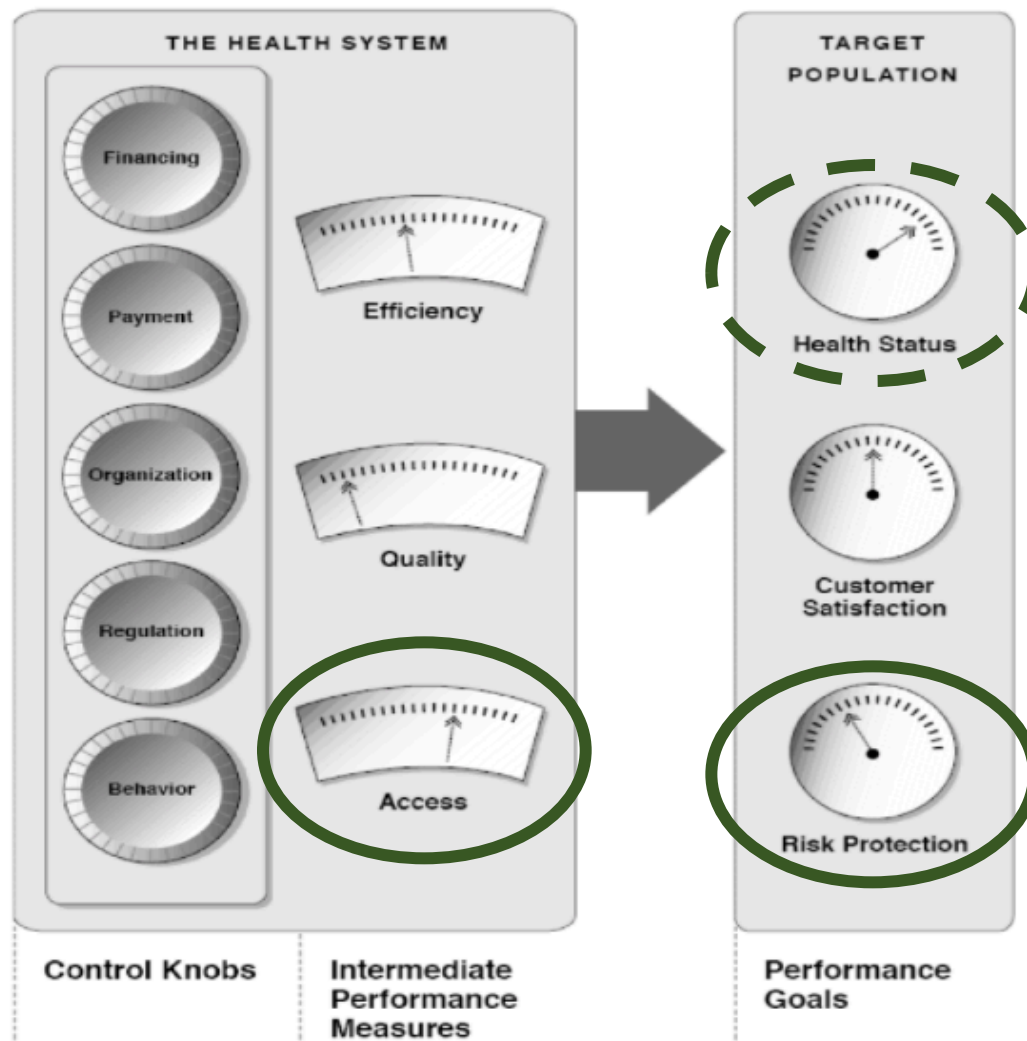 THE HEALTH SYSTEM
Financing
Payment
Organization
Regulation
Behavior
Efficiency
Quality
Access
TARGET
POPULATION
Health Status
Customer
Satisfaction
Risk Protection
Control Knobs
Intermediate
Performance
Measures
Performance
Goals